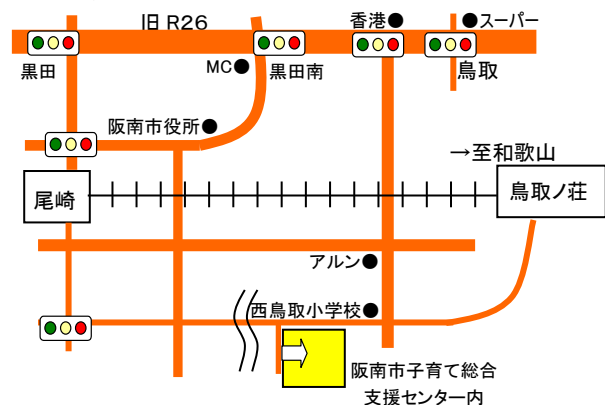 旧 R26
香港●
●スーパー
黒田
MC●
黒田南
鳥取
阪南市役所●
→至和歌山
尾崎
鳥取ノ荘
アルン●
西鳥取小学校●
阪南市子育て総合
支援センター内